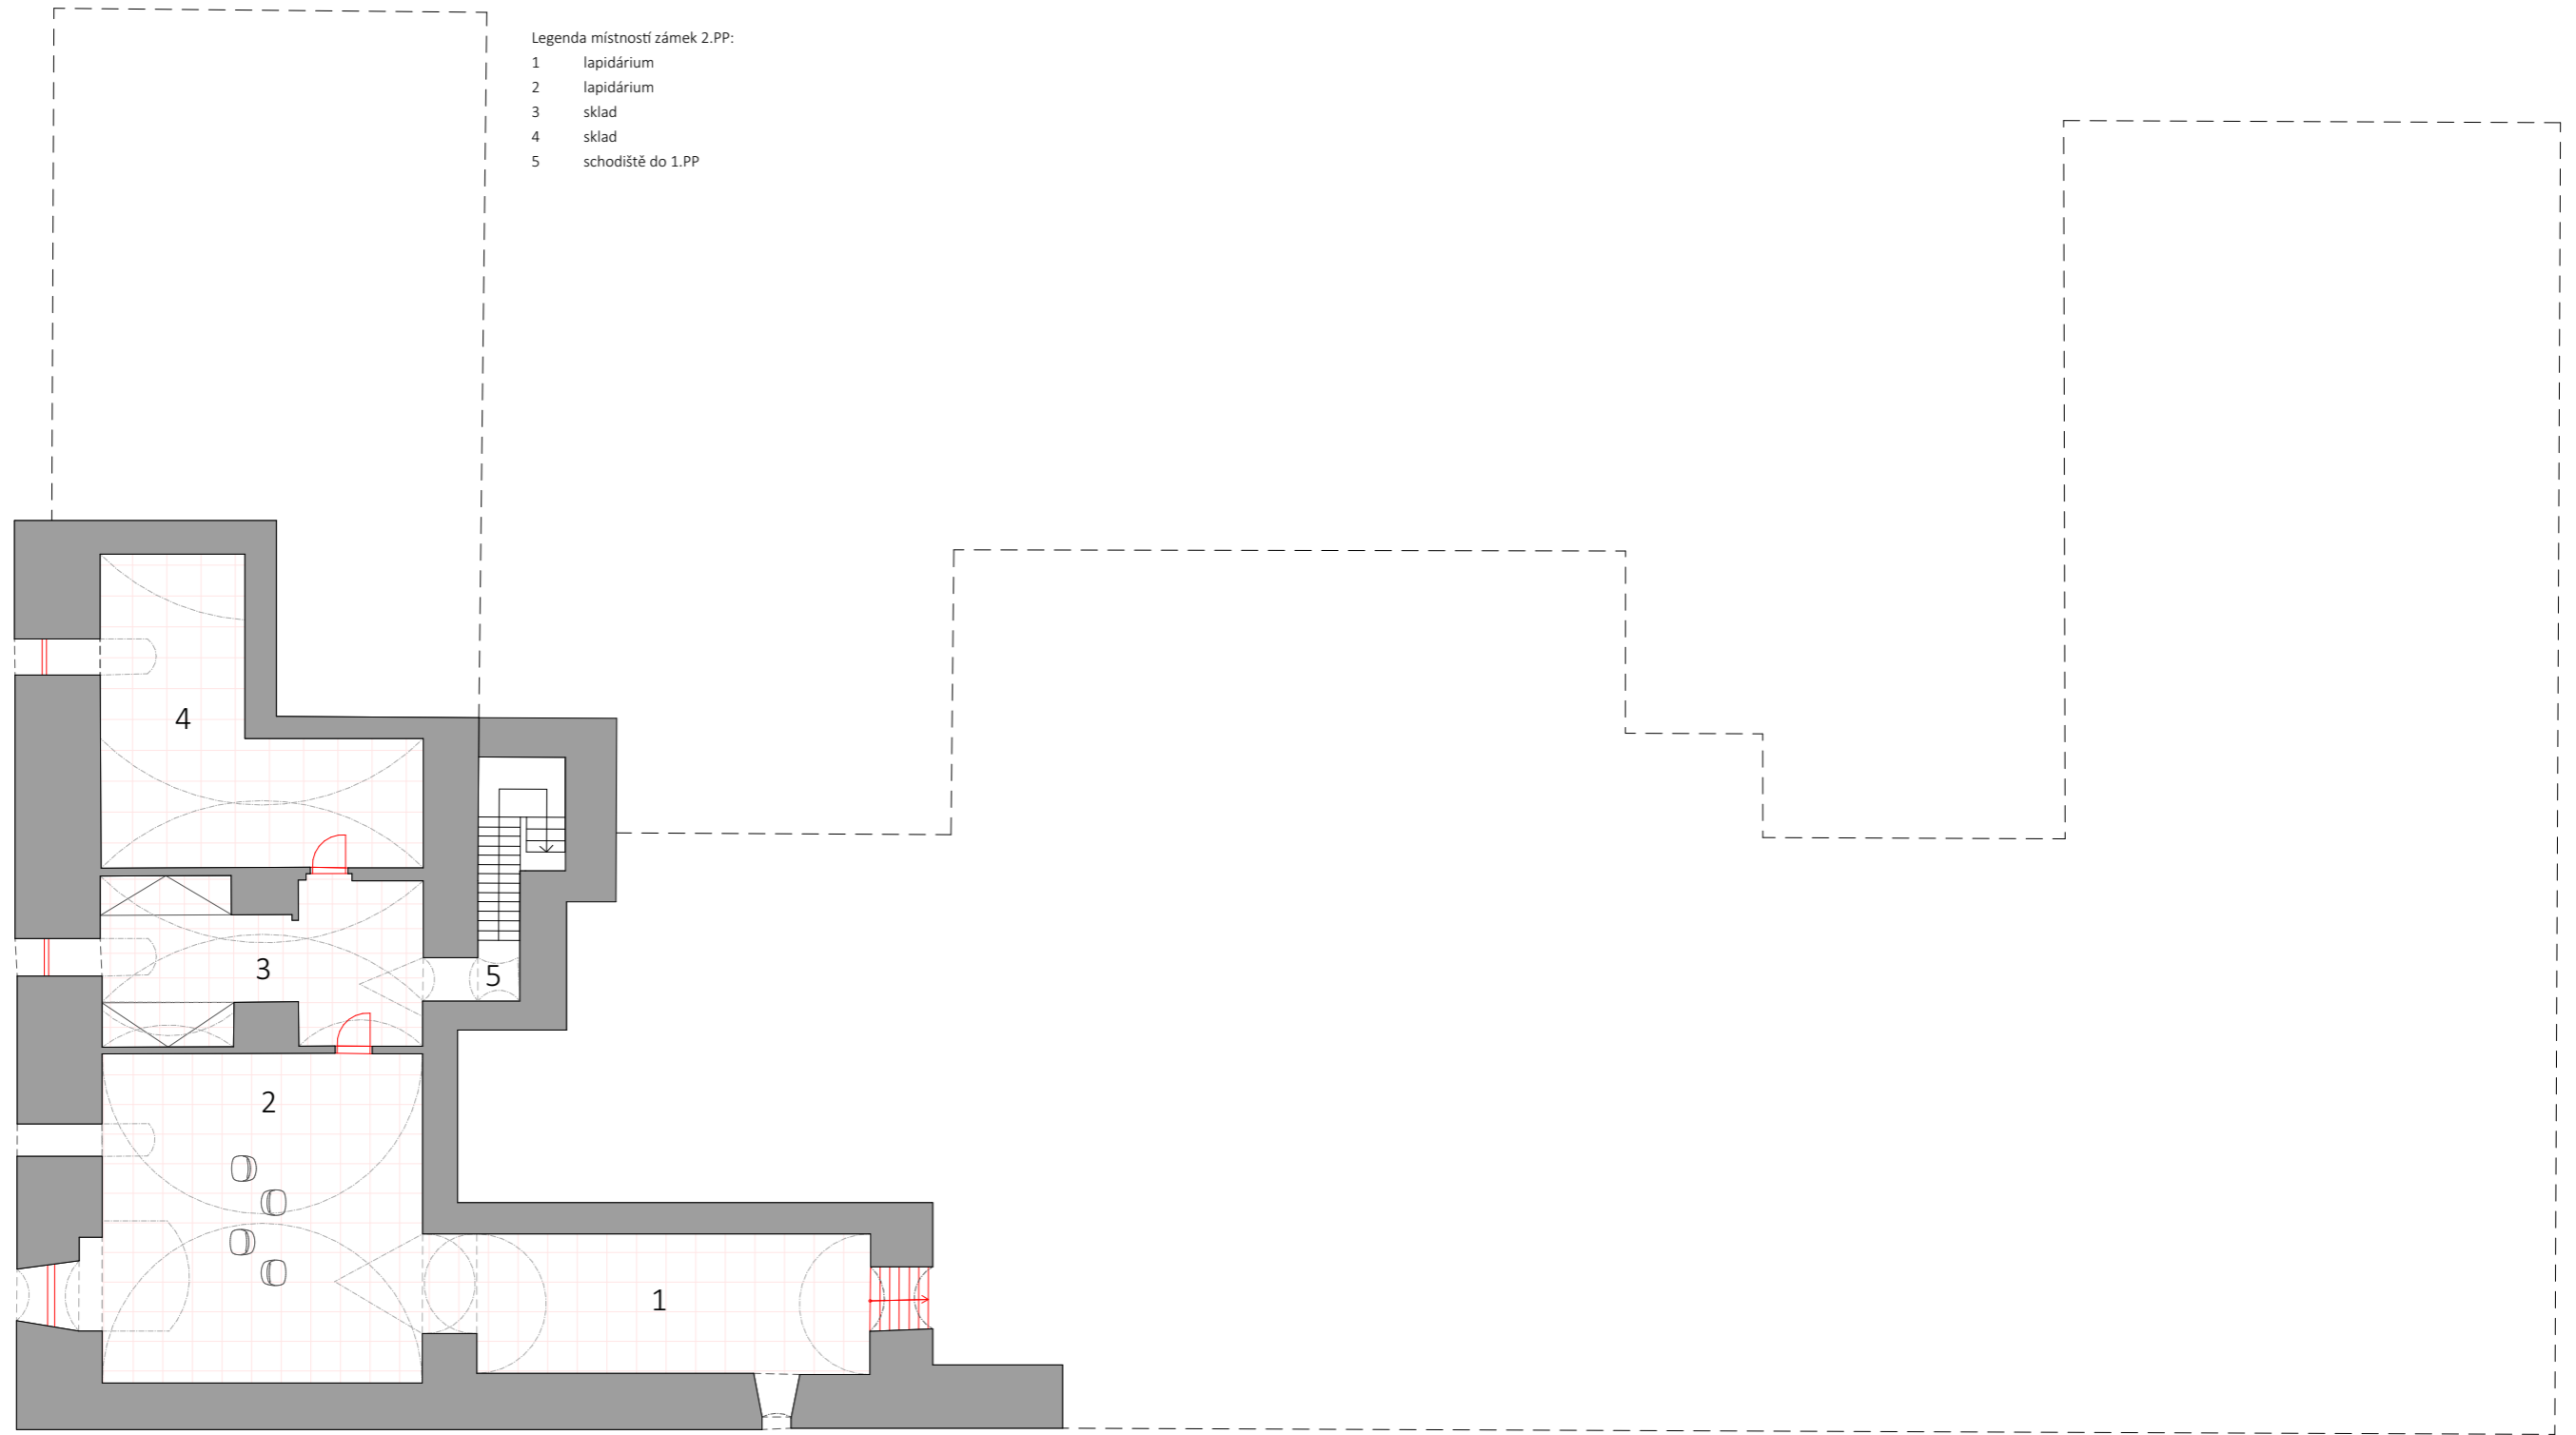 Legenda místností zámek 2.PP:
1 lapidárium
2 lapidárium
3 sklad
4 sklad
5 schodiště do 1.PP
4
3
5
2
1